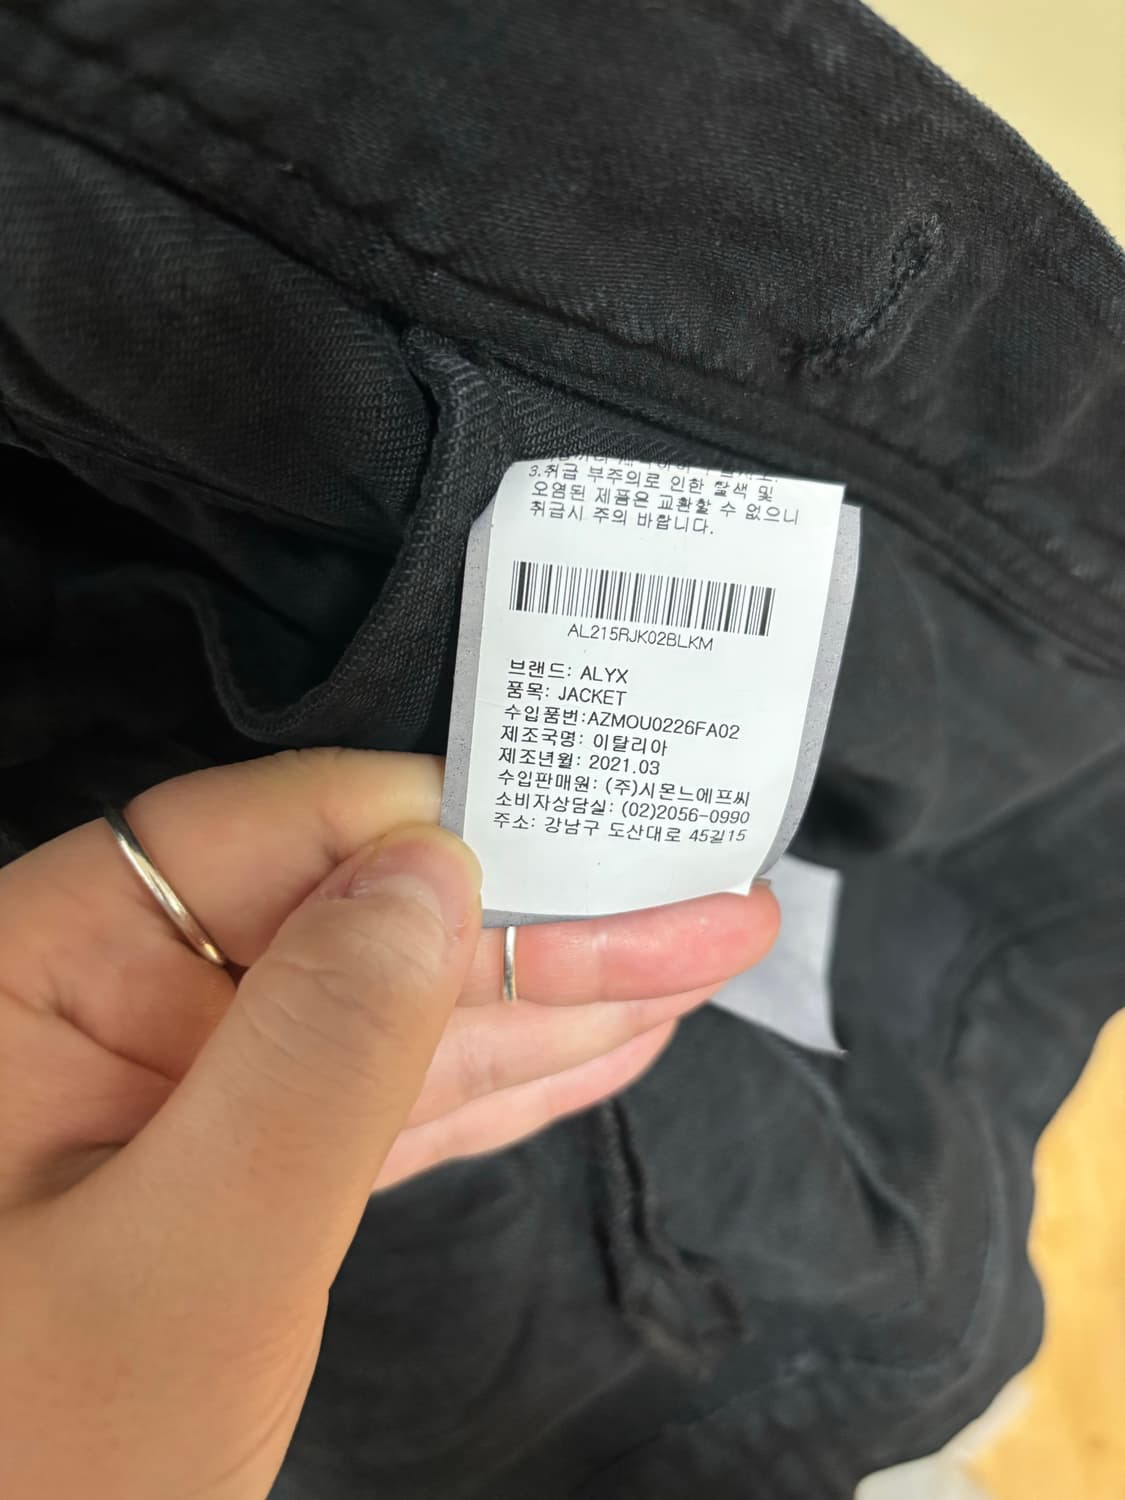 3.취급 부주의로 인한 탈색 및
오염된 제품은 교환할 수 없으니
취급시 주의 바랍니다.
AL215RJK02BLKM
브랜드: ALYX
품목: JACKET
수입품번:AZMOU0226FA02
제조국명: 이탈리아
제조년월: 2021.03
수입판매원: (주)시몬느에프씨
소비자상담실: (02)2056-0990
주소: 강남구 도산대로 45길15